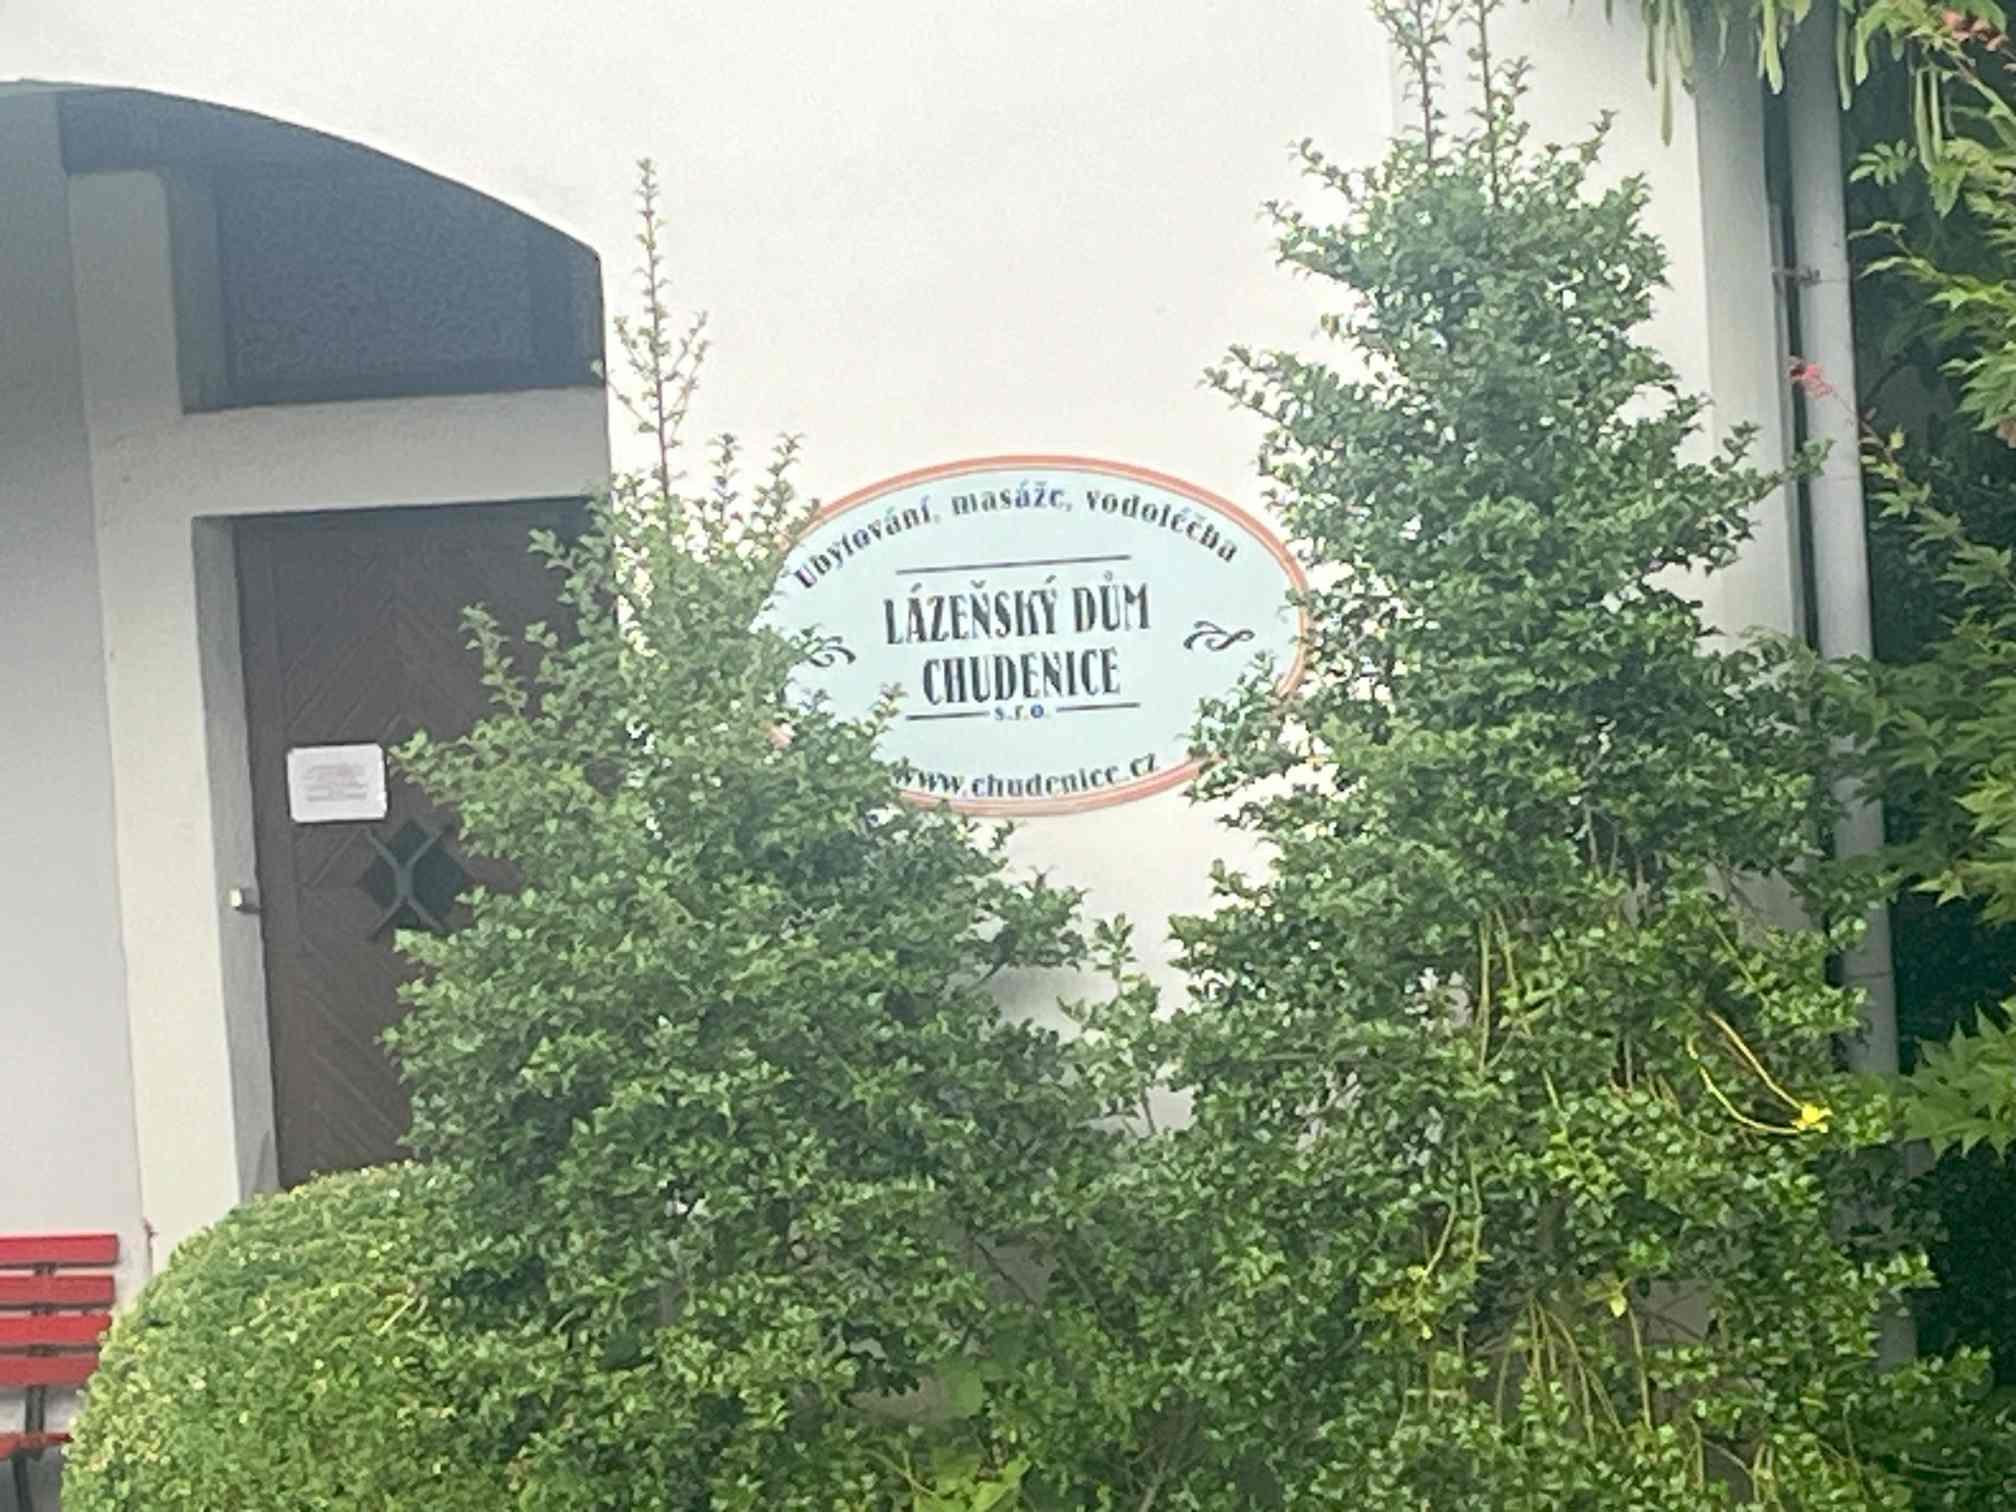 Ubytování, masáže, vodoléčba
LÁZEŇSKÝ DŮM
CHUDENICE
s.r.o.
www.chudenice.cz